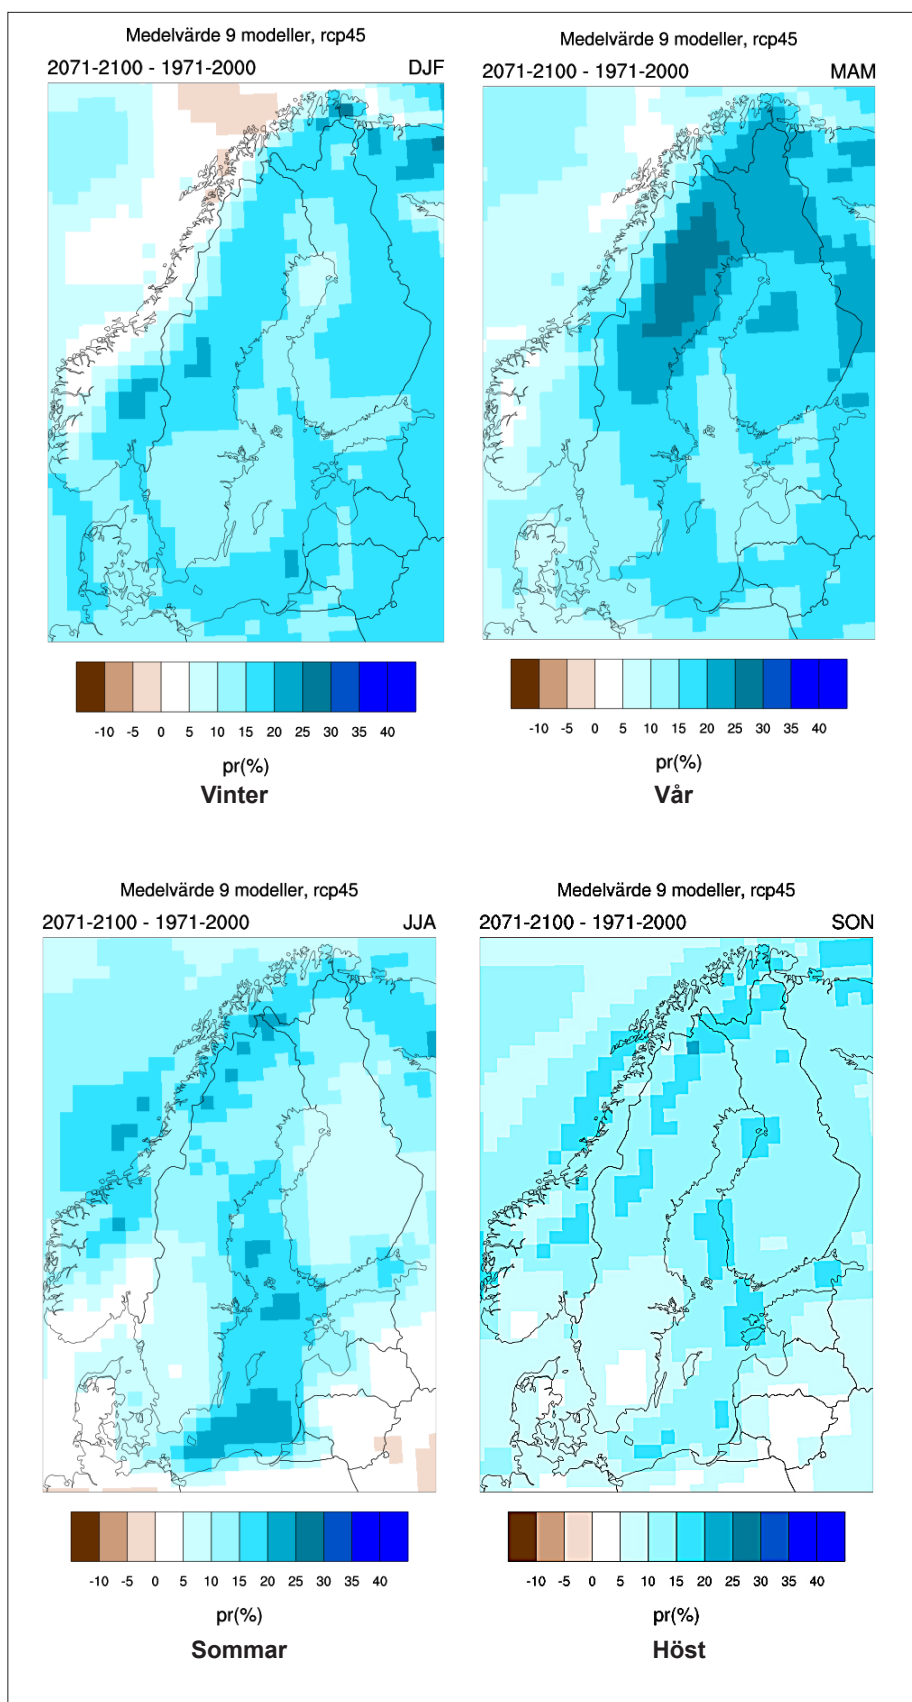 Medelvärde 9 modeller, rcp45
2071-2100 - 1971-2000 DJF
-10 -5 0 5 10 15 20 25 30 35 40
pr(%)
Vinter
Medelvärde 9 modeller, rcp45
2071-2100 - 1971-2000 MAM
-10 -5 0 5 10 15 20 25 30 35 40
pr(%)
Vår
Medelvärde 9 modeller, rcp45
2071-2100 - 1971-2000 JJA
-10 -5 0 5 10 15 20 25 30 35 40
pr(%)
Sommar
Medelvärde 9 modeller, rcp45
2071-2100 - 1971-2000 SON
-10 -5 0 5 10 15 20 25 30 35 40
pr(%)
Höst